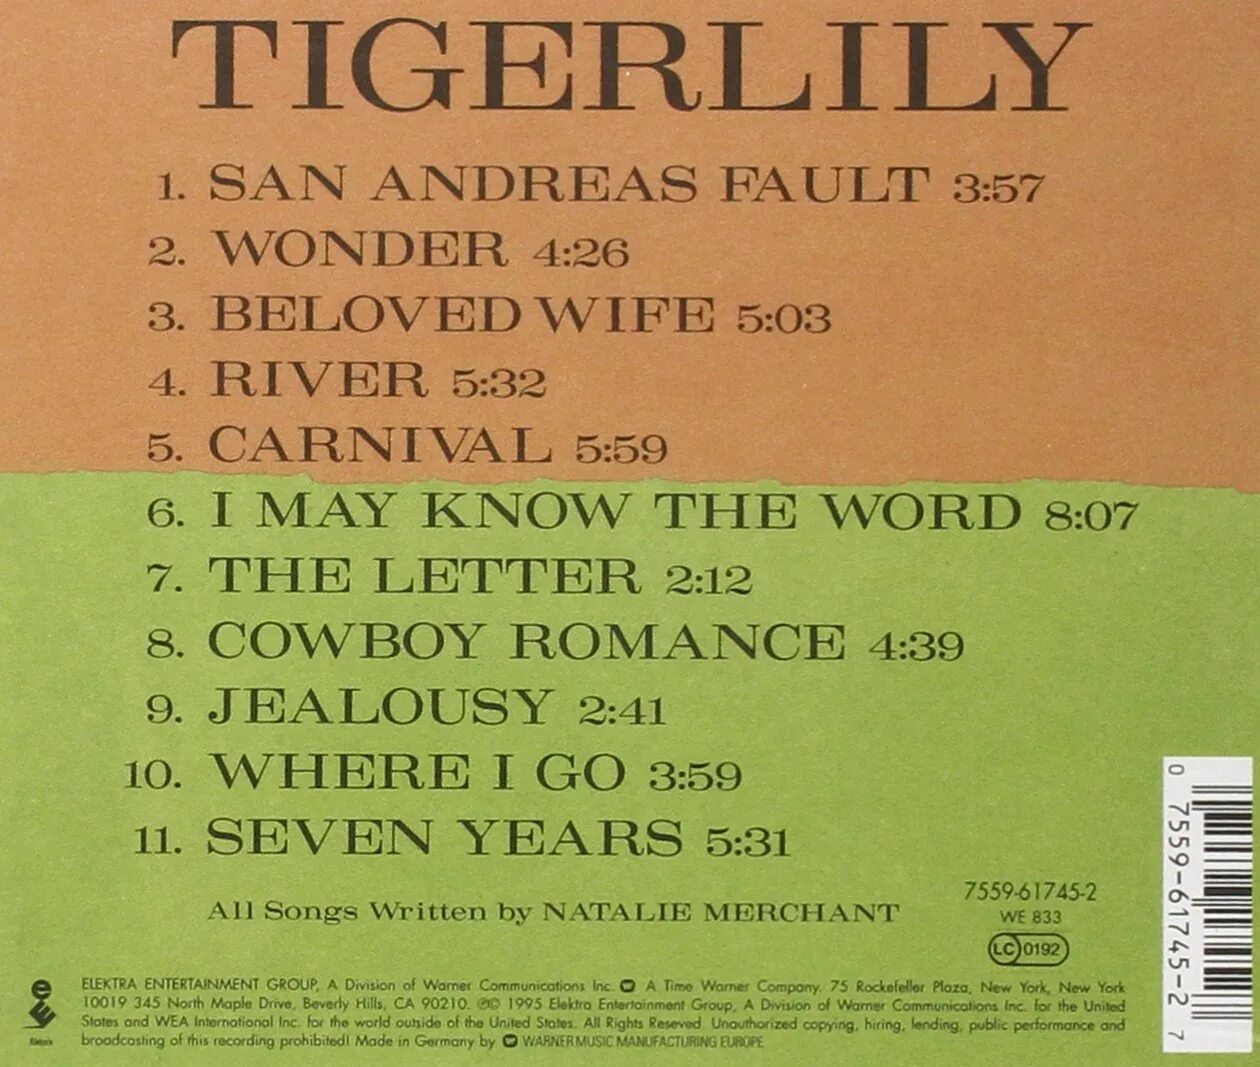 TIGERLILY
1. SAN ANDREAS FAULT 3:57
2. WONDER 4:26
3. BELOVED WIFE 5:03
4. RIVER 5:32
5. CARNIVAL 5:59
6. I MAY KNOW THE WORD 8:07
7. THE LETTER 2:12
8. COWBOY ROMANCE 4:39
9. JEALOUSY 2:41
10. WHERE I GO 3:59
11. SEVEN YEARS 5:31
All Songs Written by NATALIE MERCHANT
7559-61745-2
WE 833
LC 0192
0 7559-61745-2 7
ELEKTRA ENTERTAINMENT GROUP, A Division of Warner Communications Inc. A Time Warner Company. 75 Rockefeller Plaza, New York, New York
10019 345 North Maple Drive, Beverly Hills, CA 90210. ℗© 1995 Elektra Entertainment Group, A Division of Warner Communications Inc. for the United
States and WEA International Inc. for the world outside of the United States. All Rights Reseved. Unauthorized copying, hiring, lending, public performance and
broadcasting of this recording prohibited! Made in Germany by WARNER MUSIC MANUFACTURING EUROPE